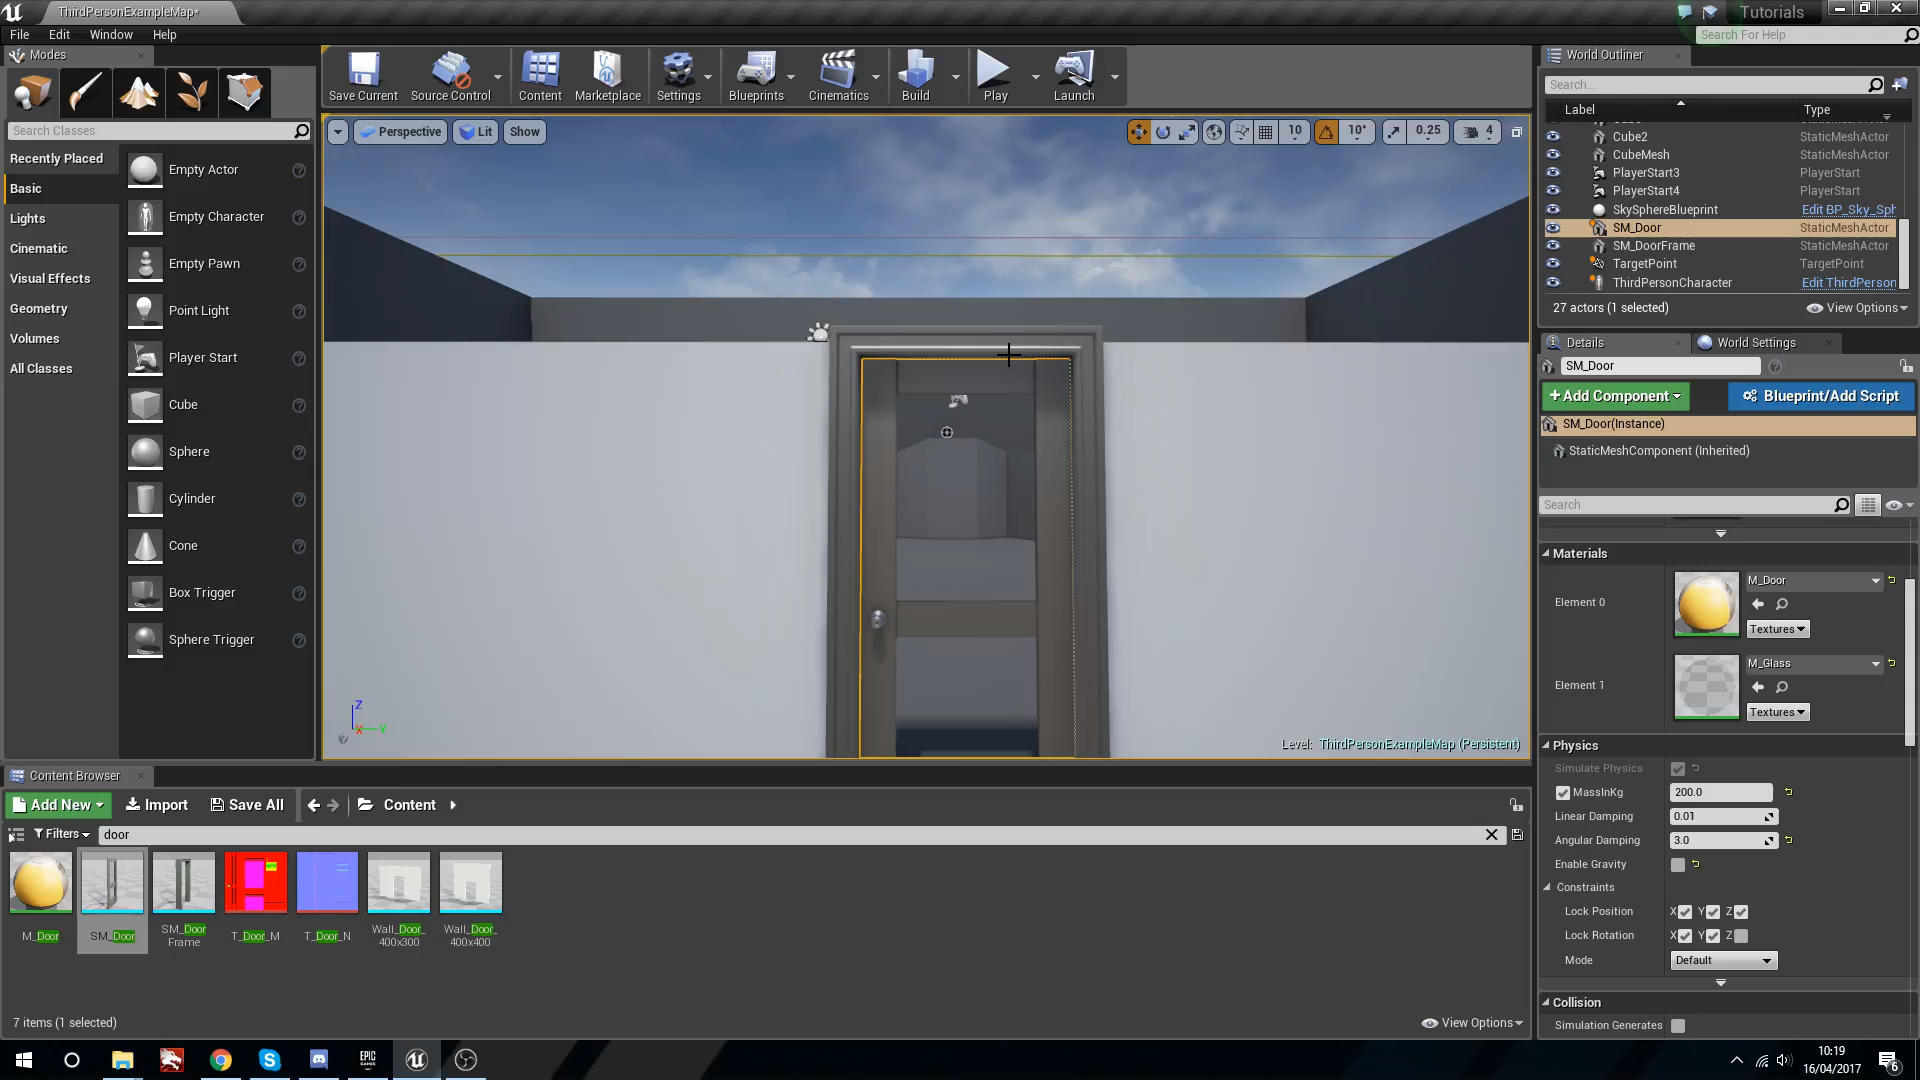 ThirdPersonExampleMap*
Tutorials
File Edit Window Help
Search For Help
Modes
Search Classes
Recently Placed
Basic
Lights
Cinematic
Visual Effects
Geometry
Volumes
All Classes
Empty Actor
Empty Character
Empty Pawn
Point Light
Player Start
Cube
Sphere
Cylinder
Cone
Box Trigger
Sphere Trigger
Save Current
Source Control
Content
Marketplace
Settings
Blueprints
Cinematics
Build
Play
Launch
Perspective Lit Show
10 10° 0.25 4
Z
X Y
Level: ThirdPersonExampleMap (Persistent)
World Outliner
Search...
Label Type
Cube2 StaticMeshActor
CubeMesh StaticMeshActor
PlayerStart3 PlayerStart
PlayerStart4 PlayerStart
SkySphereBlueprint Edit BP_Sky_Sph
SM_Door StaticMeshActor
SM_DoorFrame StaticMeshActor
TargetPoint TargetPoint
ThirdPersonCharacter Edit ThirdPerson
27 actors (1 selected) View Options
Details World Settings
SM_Door
+Add Component Blueprint/Add Script
SM_Door(Instance)
StaticMeshComponent (Inherited)
Search
Materials
Element 0
M_Door
Textures
Element 1
M_Glass
Textures
Physics
Simulate Physics
MassInKg 200.0
Linear Damping 0.01
Angular Damping 3.0
Enable Gravity
Constraints
Lock Position X Y Z
Lock Rotation X Y Z
Mode Default
Collision
Simulation Generates
Content Browser
Add New Import Save All Content
Filters door
M_Door
SM_Door
SM_Door
Frame
T_Door_M
T_Door_N
Wall_Door_
400x300
Wall_Door_
400x400
7 items (1 selected) View Options
EPIC
GAMES
10:19
16/04/2017
6